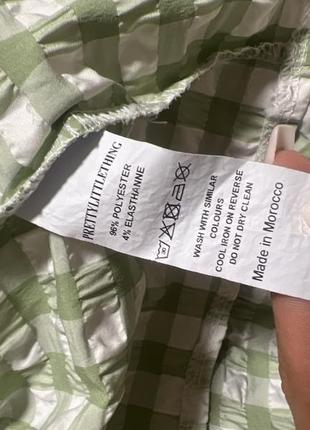 PRETTYLITTLETHING
96% POLYESTER
4% ELASTHANNE
WASH WITH SIMILAR
COLOURS
COOL IRON ON REVERSE
DO NOT DRY CLEAN
Made in Morocco